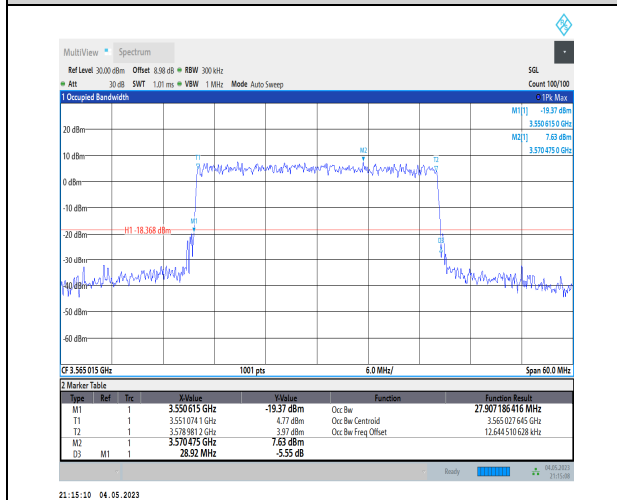 MultiView Spectrum
Ref Level 30.00 dBm Offset 8.98 dB RBW 300 kHz SGL
Att 30 dB SWT 1.01 ms VBW 1 MHz Mode Auto Sweep Count 100/100
1 Occupied Bandwidth 1Pk Max
M1[1] -19.37 dBm
3.550 615 0 GHz
M2[1] 7.63 dBm
3.570 475 0 GHz
20 dBm
10 dBm
M2
T1
T2
0 dBm
-10 dBm
M1
H1 -18.368 dBm
-20 dBm
D3
-30 dBm
-40 dBm
-50 dBm
-60 dBm
CF 3.565 015 GHz 1001 pts 6.0 MHz/ Span 60.0 MHz
2 Marker Table
Type Ref Trc X-Value Y-Value Function Function Result
M1 1 3.550 615 GHz -19.37 dBm Occ Bw 27.907 186 416 MHz
T1 1 3.551 074 1 GHz 4.77 dBm Occ Bw Centroid 3.565 027 645 GHz
T2 1 3.578 981 2 GHz 3.97 dBm Occ Bw Freq Offset 12.644 510 628 kHz
M2 1 3.570 475 GHz 7.63 dBm
D3 M1 1 28.92 MHz -5.55 dB
Ready 04.05.2023
21:15:08
21:15:10 04.05.2023